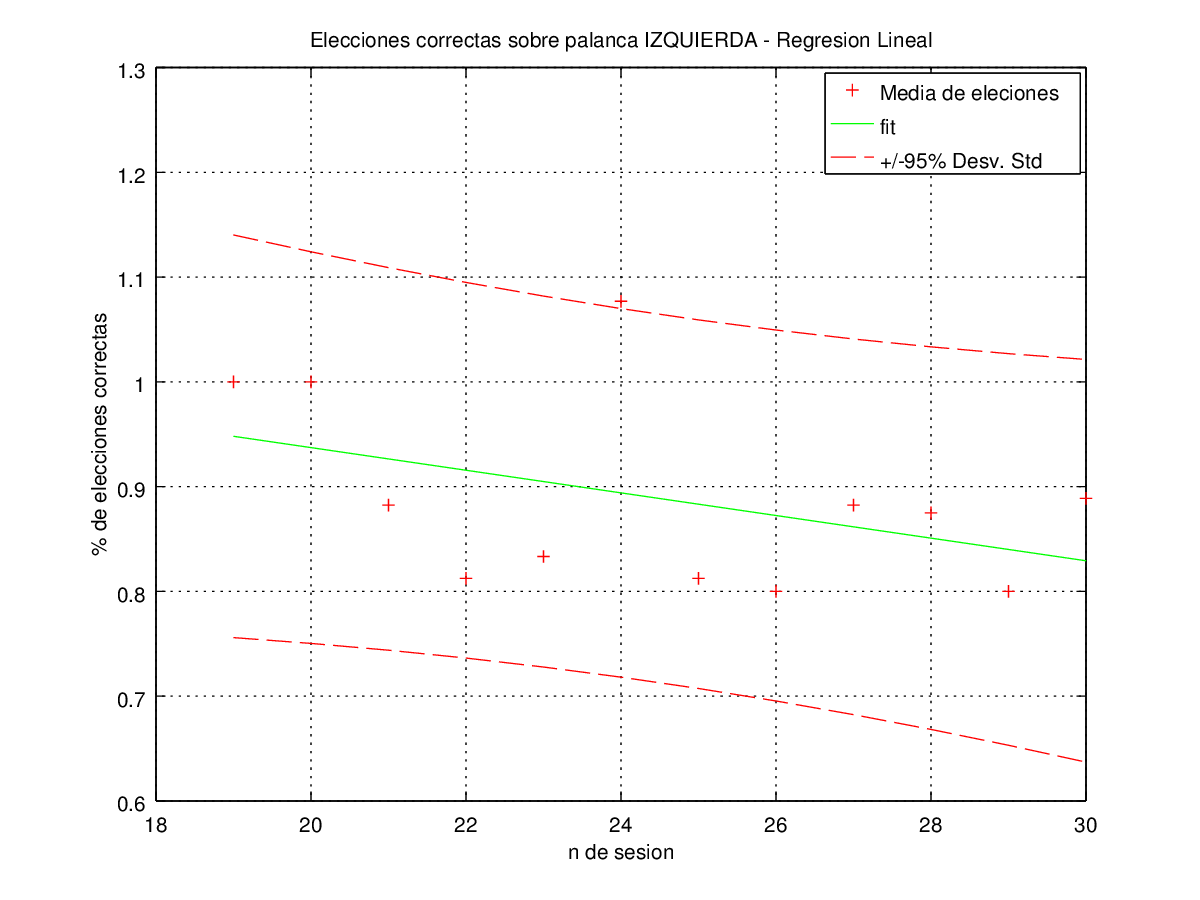 Elecciones correctas sobre palanca IZQUIERDA - Regresion Lineal
1.3
1.2
1.1
1
0.9
0.8
0.7
0.6
% de elecciones correctas
Media de eleciones
fit
+/-95% Desv. Std
18 20 22 24 26 28 30
n de sesion